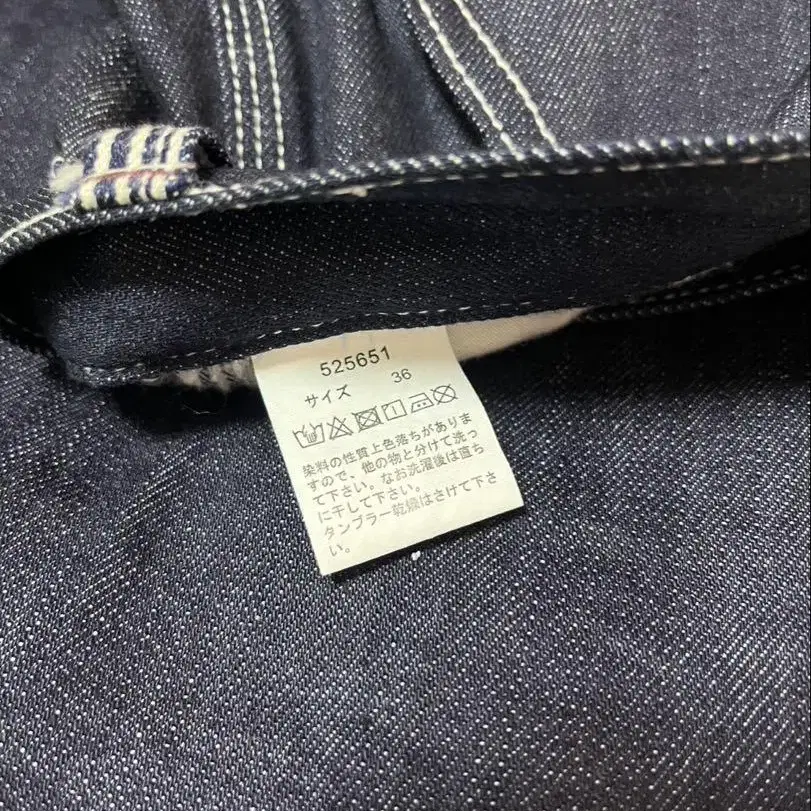 525651
サイズ 36
染料の性質上色落ちがありま
すので、他の物と分けて洗っ
て下さい。なお洗濯後は直ち
に干して下さい。
タンブラー乾燥はさけて下さ
い。